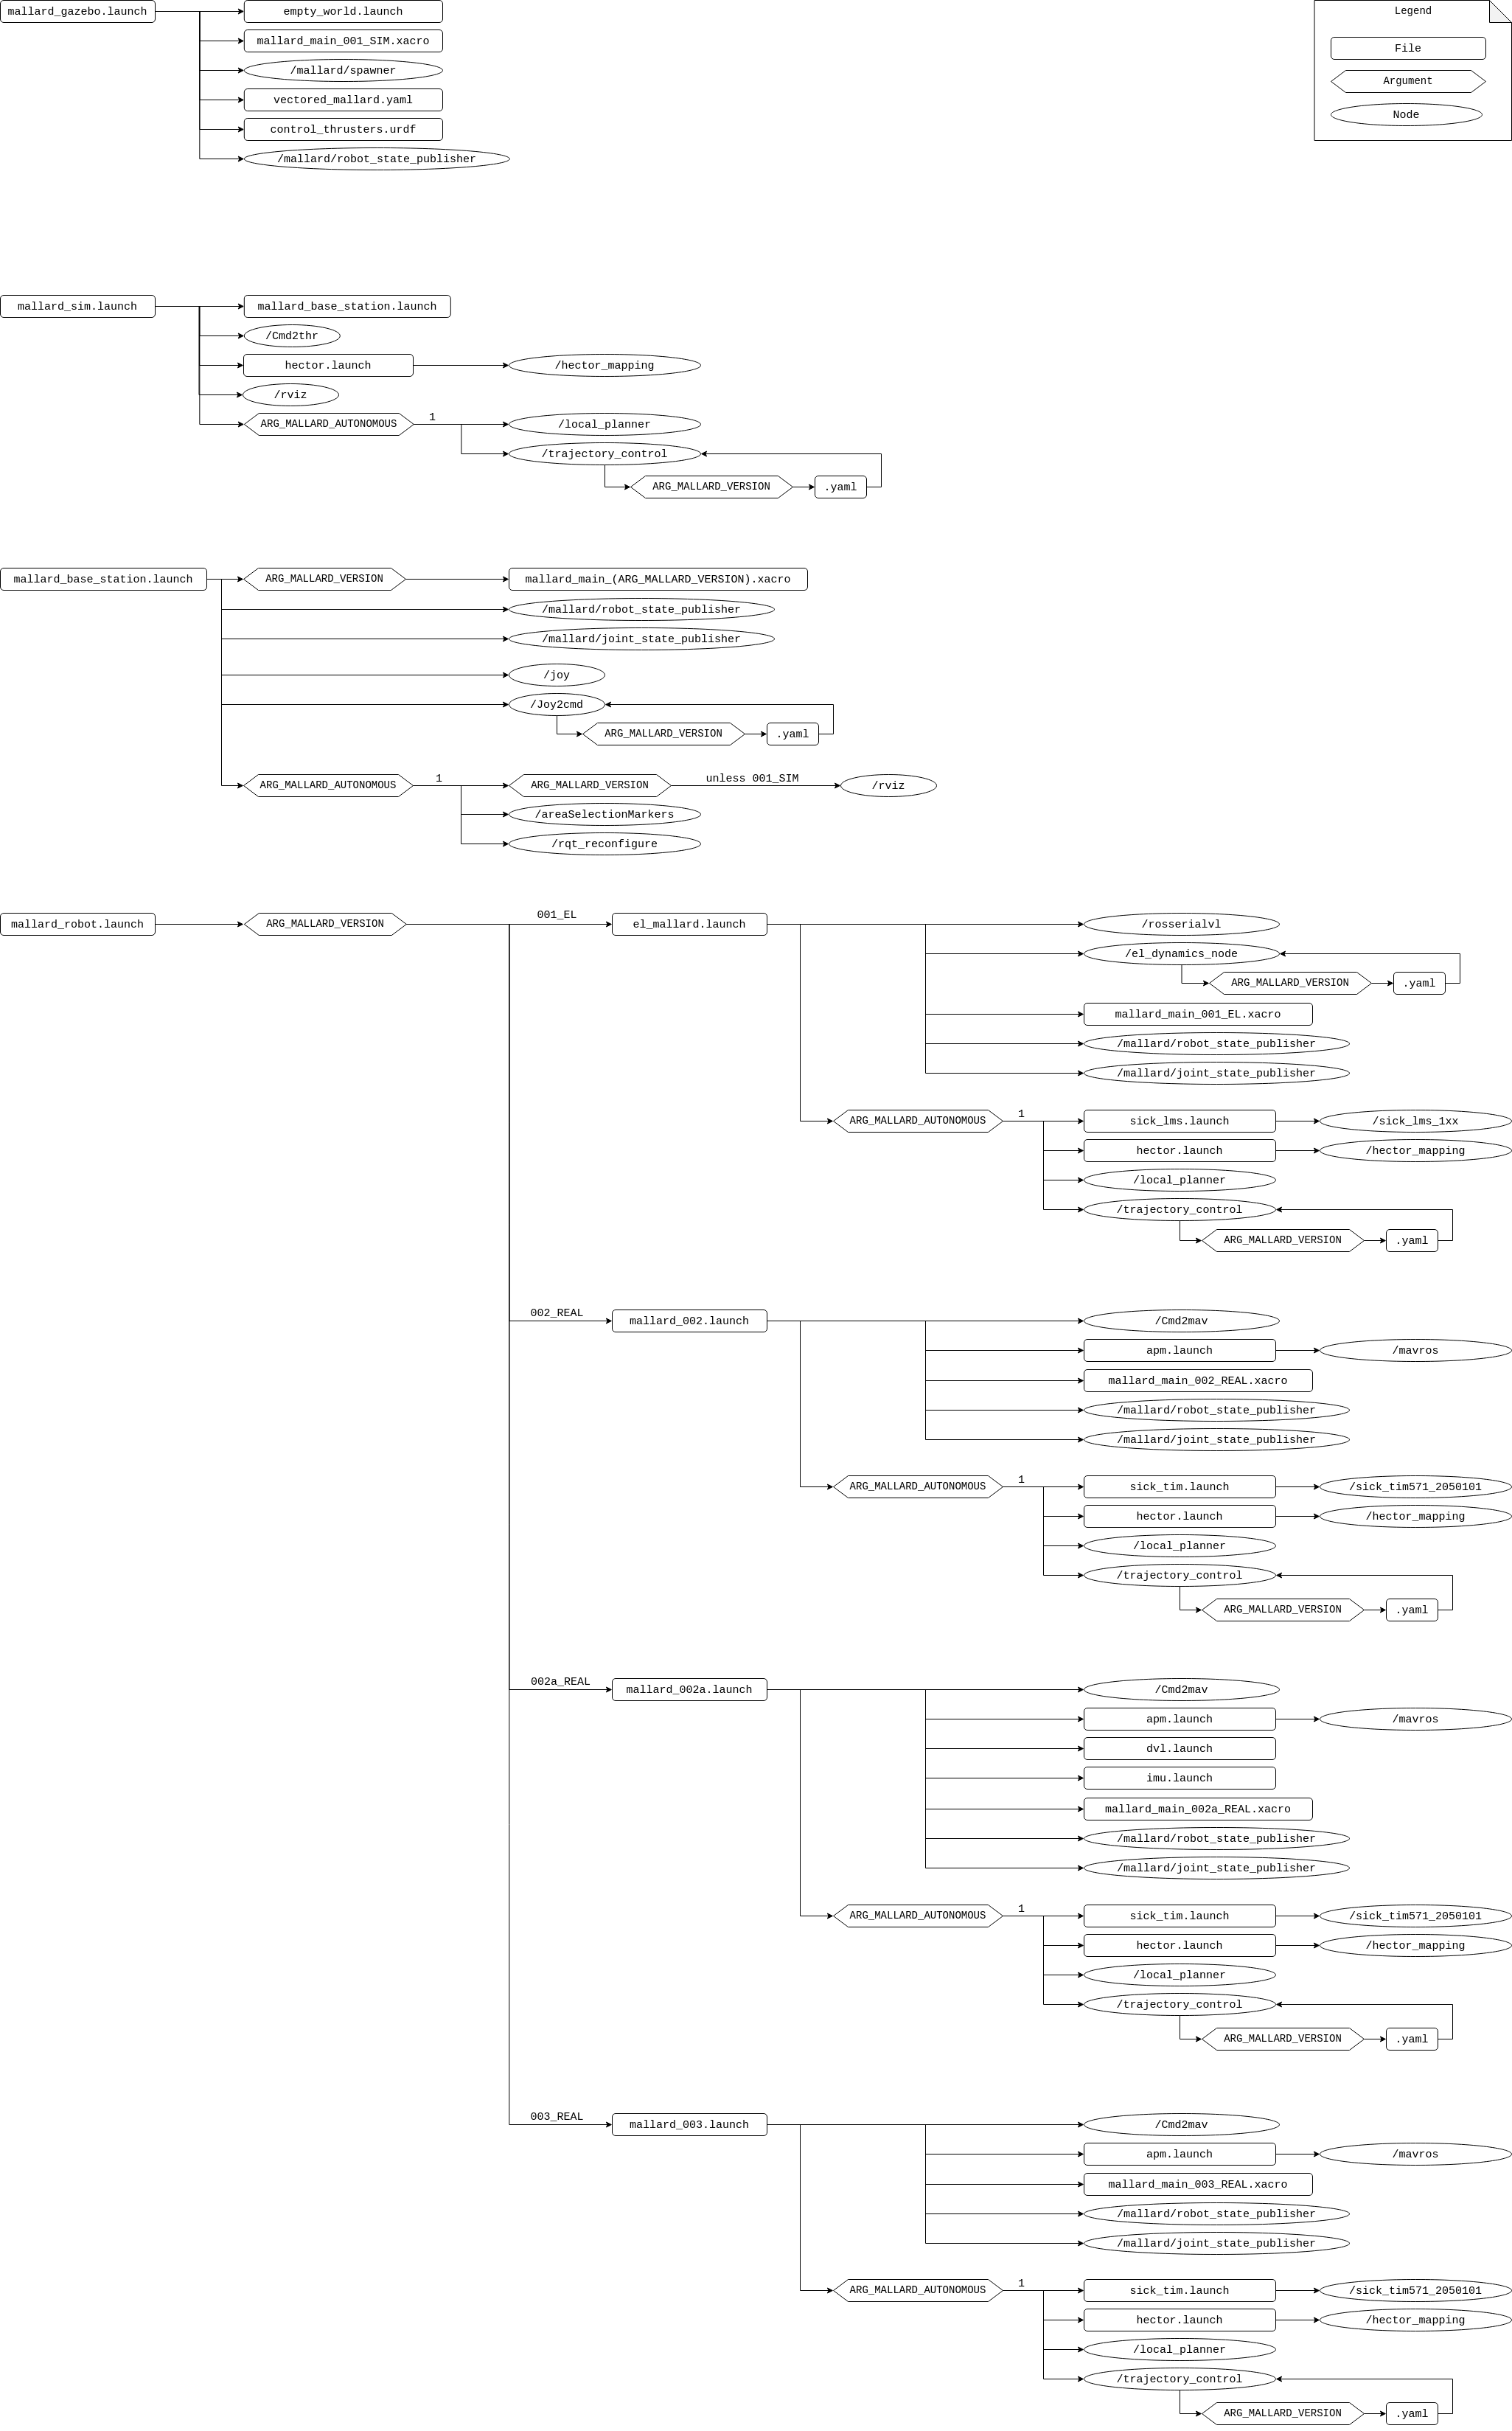 mallard_gazebo.launch
empty_world.launch
mallard_main_001_SIM.xacro
/mallard/spawner
vectored_mallard.yaml
control_thrusters.urdf
/mallard/robot_state_publisher
Legend
File
Argument
Node
mallard_sim.launch
mallard_base_station.launch
/Cmd2thr
hector.launch
/hector_mapping
/rviz
ARG_MALLARD_AUTONOMOUS
1
/local_planner
/trajectory_control
ARG_MALLARD_VERSION
.yaml
mallard_base_station.launch
ARG_MALLARD_VERSION
mallard_main_(ARG_MALLARD_VERSION).xacro
/mallard/robot_state_publisher
/mallard/joint_state_publisher
/joy
/Joy2cmd
ARG_MALLARD_VERSION
.yaml
ARG_MALLARD_AUTONOMOUS
1
ARG_MALLARD_VERSION
unless 001_SIM
/rviz
/areaSelectionMarkers
/rqt_reconfigure
mallard_robot.launch
ARG_MALLARD_VERSION
001_EL
el_mallard.launch
/rosserialvl
/el_dynamics_node
ARG_MALLARD_VERSION
.yaml
mallard_main_001_EL.xacro
/mallard/robot_state_publisher
/mallard/joint_state_publisher
ARG_MALLARD_AUTONOMOUS
1
sick_lms.launch
/sick_lms_1xx
hector.launch
/hector_mapping
/local_planner
/trajectory_control
ARG_MALLARD_VERSION
.yaml
002_REAL
mallard_002.launch
/Cmd2mav
apm.launch
/mavros
mallard_main_002_REAL.xacro
/mallard/robot_state_publisher
/mallard/joint_state_publisher
ARG_MALLARD_AUTONOMOUS
1
sick_tim.launch
/sick_tim571_2050101
hector.launch
/hector_mapping
/local_planner
/trajectory_control
ARG_MALLARD_VERSION
.yaml
002a_REAL
mallard_002a.launch
/Cmd2mav
apm.launch
/mavros
dvl.launch
imu.launch
mallard_main_002a_REAL.xacro
/mallard/robot_state_publisher
/mallard/joint_state_publisher
ARG_MALLARD_AUTONOMOUS
1
sick_tim.launch
/sick_tim571_2050101
hector.launch
/hector_mapping
/local_planner
/trajectory_control
ARG_MALLARD_VERSION
.yaml
003_REAL
mallard_003.launch
/Cmd2mav
apm.launch
/mavros
mallard_main_003_REAL.xacro
/mallard/robot_state_publisher
/mallard/joint_state_publisher
ARG_MALLARD_AUTONOMOUS
1
sick_tim.launch
/sick_tim571_2050101
hector.launch
/hector_mapping
/local_planner
/trajectory_control
ARG_MALLARD_VERSION
.yaml